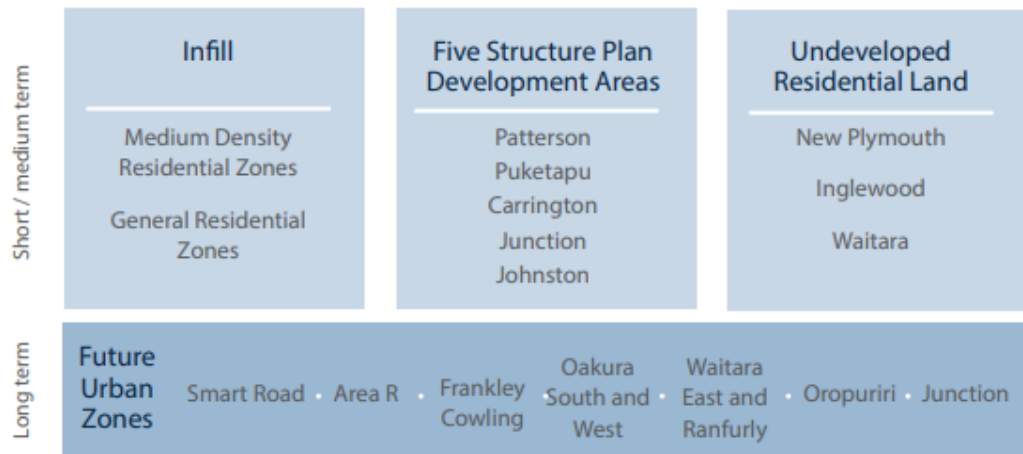 Short / medium term
Infill
Medium Density
Residential Zones
General Residential
Zones
Five Structure Plan
Development Areas
Patterson
Puketapu
Carrington
Junction
Johnston
Undeveloped
Residential Land
New Plymouth
Inglewood
Waitara
Long term
Future
Urban
Zones
Smart Road
Area R
Frankley
Cowling
Oakura
South and
West
Waitara
East and
Ranfurly
Oropuriri
Junction